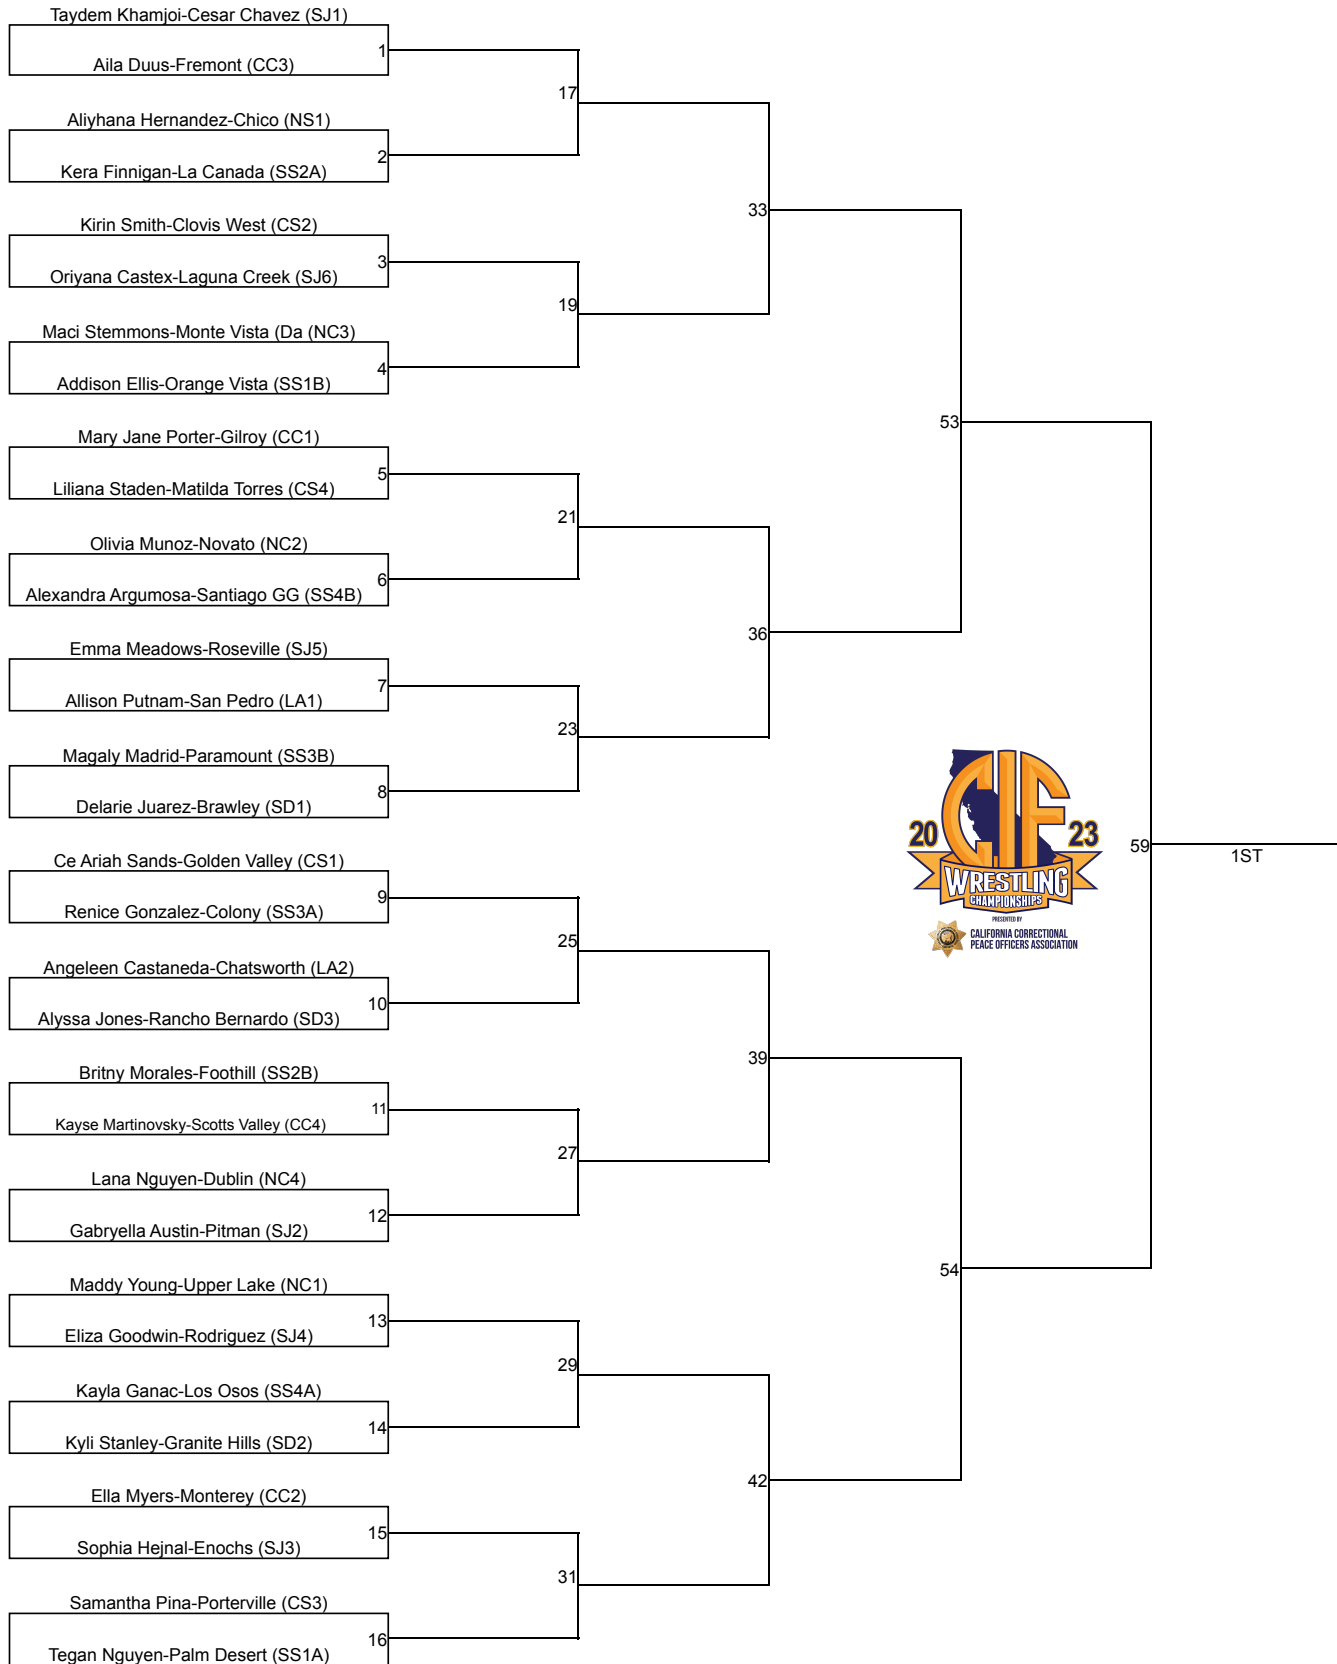 Taydem Khamjoi-Cesar Chavez (SJ1)
1
Aila Duus-Fremont (CC3)
17
Aliyhana Hernandez-Chico (NS1)
2
Kera Finnigan-La Canada (SS2A)
33
Kirin Smith-Clovis West (CS2)
3
Oriyana Castex-Laguna Creek (SJ6)
19
Maci Stemmons-Monte Vista (Da (NC3)
4
Addison Ellis-Orange Vista (SS1B)
53
Mary Jane Porter-Gilroy (CC1)
5
Liliana Staden-Matilda Torres (CS4)
21
Olivia Munoz-Novato (NC2)
6
Alexandra Argumosa-Santiago GG (SS4B)
36
Emma Meadows-Roseville (SJ5)
7
Allison Putnam-San Pedro (LA1)
23
Magaly Madrid-Paramount (SS3B)
8
Delarie Juarez-Brawley (SD1)
CIF
20 23
WRESTLING
CHAMPIONSHIPS
PRESENTED BY
CALIFORNIA CORRECTIONAL
PEACE OFFICERS ASSOCIATION
59
1ST
Ce Ariah Sands-Golden Valley (CS1)
9
Renice Gonzalez-Colony (SS3A)
25
Angeleen Castaneda-Chatsworth (LA2)
10
Alyssa Jones-Rancho Bernardo (SD3)
39
Britny Morales-Foothill (SS2B)
11
Kayse Martinovsky-Scotts Valley (CC4)
27
Lana Nguyen-Dublin (NC4)
12
Gabryella Austin-Pitman (SJ2)
54
Maddy Young-Upper Lake (NC1)
13
Eliza Goodwin-Rodriguez (SJ4)
29
Kayla Ganac-Los Osos (SS4A)
14
Kyli Stanley-Granite Hills (SD2)
42
Ella Myers-Monterey (CC2)
15
Sophia Hejnal-Enochs (SJ3)
31
Samantha Pina-Porterville (CS3)
16
Tegan Nguyen-Palm Desert (SS1A)